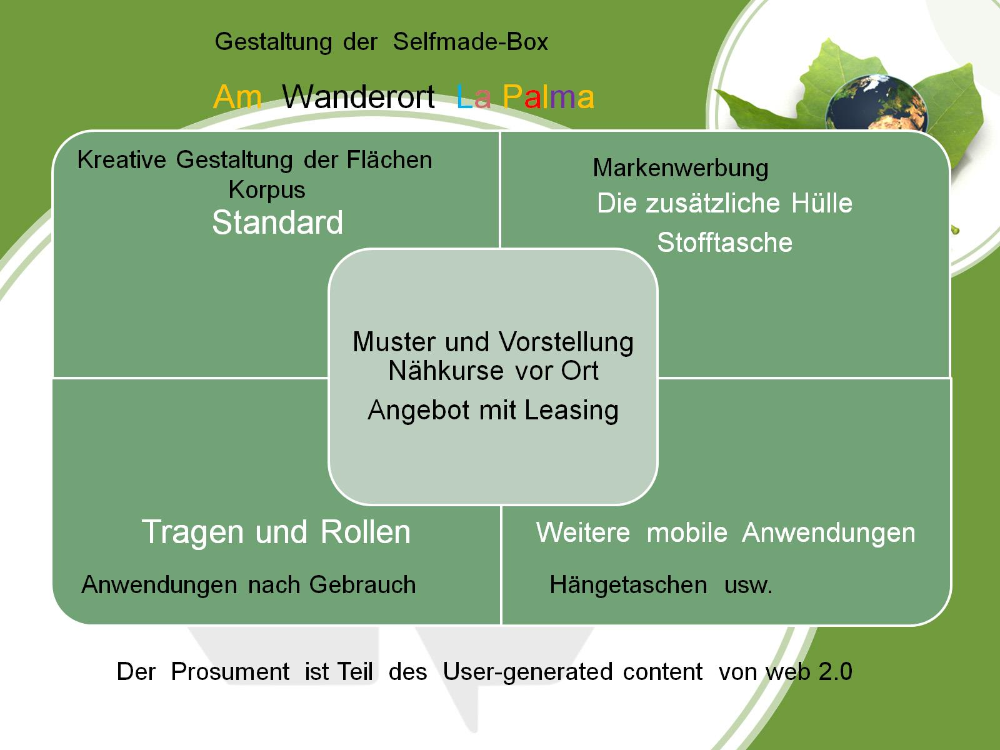 Gestaltung der Selfmade-Box
Am Wanderort La Palma
Kreative Gestaltung der Flächen
Korpus
Standard
Markenwerbung
Die zusätzliche Hülle
Stofftasche
Muster und Vorstellung
Nähkurse vor Ort
Angebot mit Leasing
Tragen und Rollen
Anwendungen nach Gebrauch
Weitere mobile Anwendungen
Hängetaschen usw.
Der Prosument ist Teil des User-generated content von web 2.0